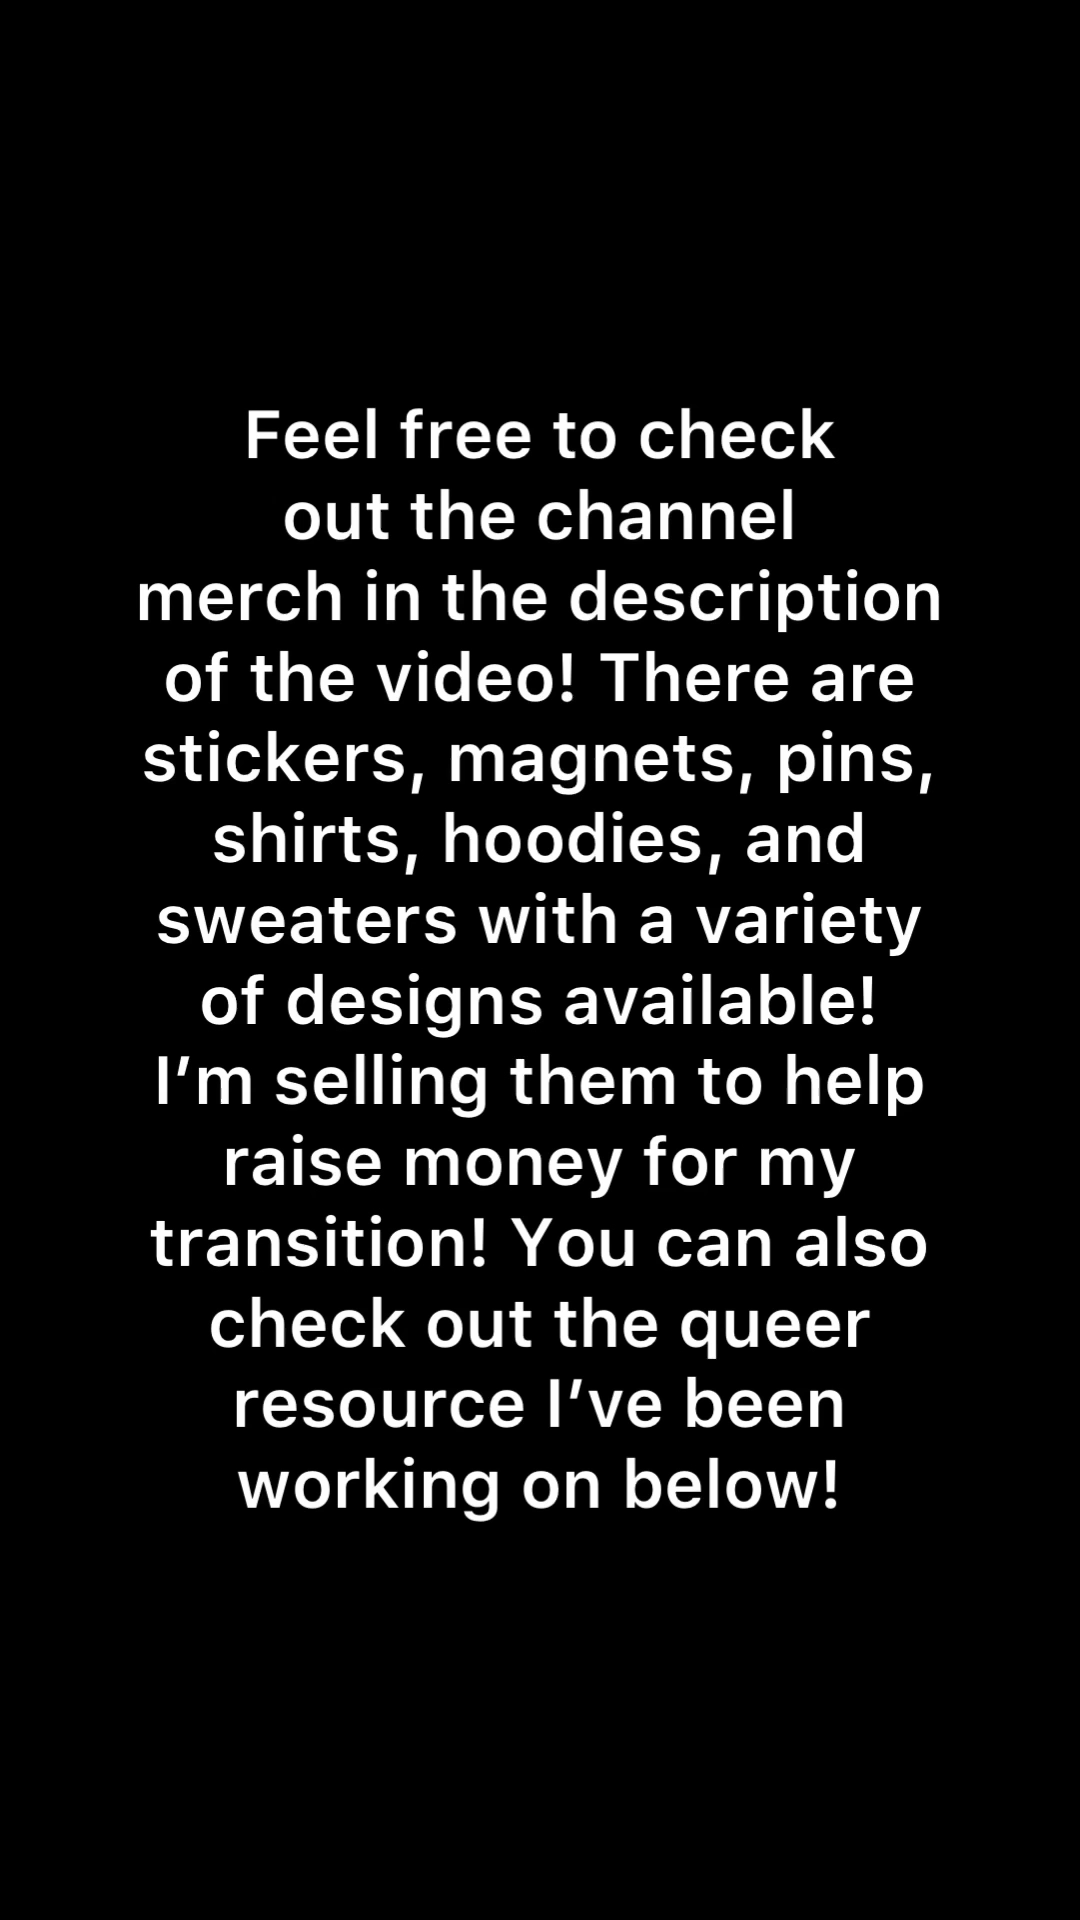 Feel free to check
out the channel
merch in the description
of the video! There are
stickers, magnets, pins,
shirts, hoodies, and
sweaters with a variety
of designs available!
I’m selling them to help
raise money for my
transition! You can also
check out the queer
resource I’ve been
working on below!